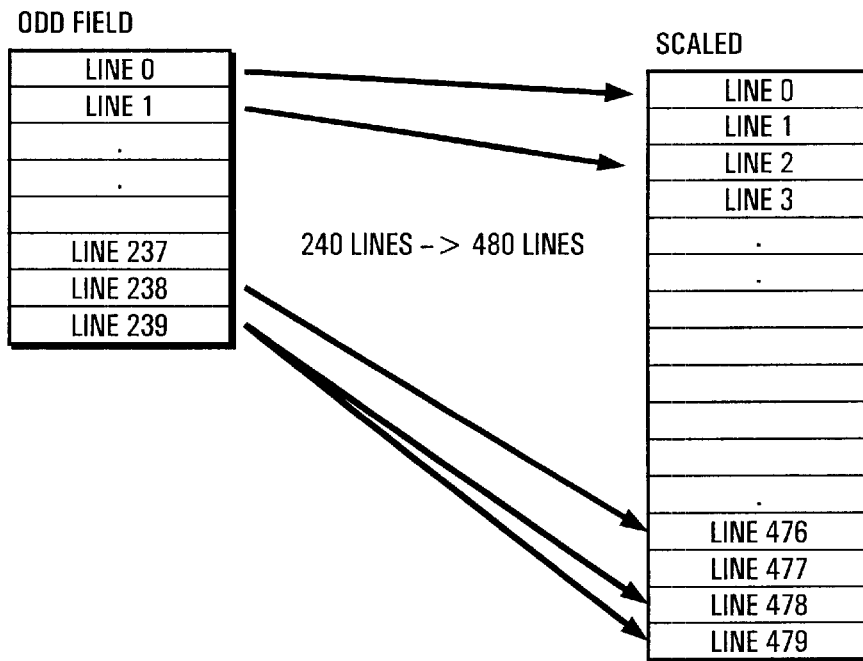 ODD FIELD
LINE 0
LINE 1
.
.
LINE 237
LINE 238
LINE 239
240 LINES -> 480 LINES
SCALED
LINE 0
LINE 1
LINE 2
LINE 3
.
.
.
LINE 476
LINE 477
LINE 478
LINE 479